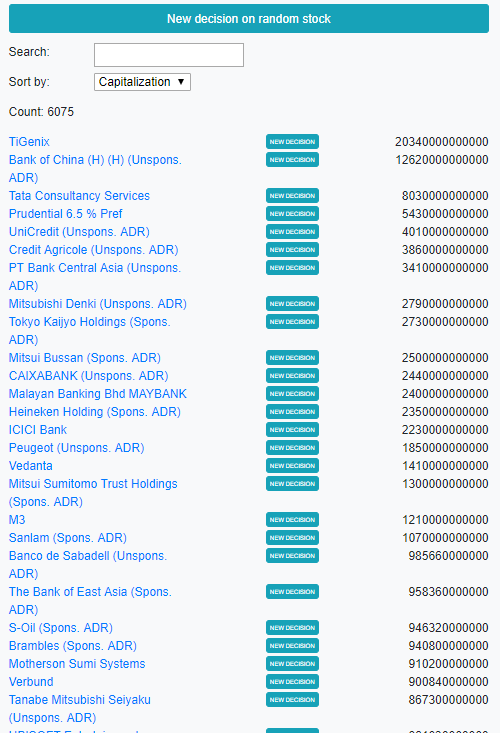 New decision on random stock
Search:
Sort by: Capitalization ▼
Count: 6075
TiGenix NEW DECISION 20340000000000
Bank of China (H) (H) (Unspons. NEW DECISION 12620000000000
ADR)
Tata Consultancy Services NEW DECISION 8030000000000
Prudential 6.5 % Pref NEW DECISION 5430000000000
UniCredit (Unspons. ADR) NEW DECISION 4010000000000
Credit Agricole (Unspons. ADR) NEW DECISION 3860000000000
PT Bank Central Asia (Unspons. NEW DECISION 3410000000000
ADR)
Mitsubishi Denki (Unspons. ADR) NEW DECISION 2790000000000
Tokyo Kaijyo Holdings (Spons. NEW DECISION 2730000000000
ADR)
Mitsui Bussan (Spons. ADR) NEW DECISION 2500000000000
CAIXABANK (Unspons. ADR) NEW DECISION 2440000000000
Malayan Banking Bhd MAYBANK NEW DECISION 2400000000000
Heineken Holding (Spons. ADR) NEW DECISION 2350000000000
ICICI Bank NEW DECISION 2230000000000
Peugeot (Unspons. ADR) NEW DECISION 1850000000000
Vedanta NEW DECISION 1410000000000
Mitsui Sumitomo Trust Holdings NEW DECISION 1300000000000
(Spons. ADR)
M3 NEW DECISION 1210000000000
Sanlam (Spons. ADR) NEW DECISION 1070000000000
Banco de Sabadell (Unspons. NEW DECISION 985660000000
ADR)
The Bank of East Asia (Spons. NEW DECISION 958360000000
ADR)
S-Oil (Spons. ADR) NEW DECISION 946320000000
Brambles (Spons. ADR) NEW DECISION 940800000000
Motherson Sumi Systems NEW DECISION 910200000000
Verbund NEW DECISION 900840000000
Tanabe Mitsubishi Seiyaku NEW DECISION 867300000000
(Unspons. ADR)